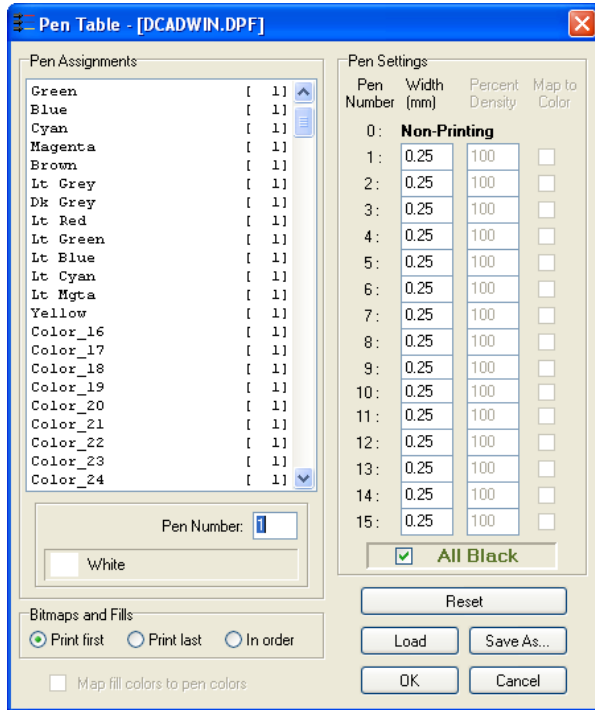 Pen Table - [DCADWIN.DPF]
Pen Assignments
Green [ 1]
Blue [ 1]
Cyan [ 1]
Magenta [ 1]
Brown [ 1]
Lt Grey [ 1]
Dk Grey [ 1]
Lt Red [ 1]
Lt Green [ 1]
Lt Blue [ 1]
Lt Cyan [ 1]
Lt Mgta [ 1]
Yellow [ 1]
Color_16 [ 1]
Color_17 [ 1]
Color_18 [ 1]
Color_19 [ 1]
Color_20 [ 1]
Color_21 [ 1]
Color_22 [ 1]
Color_23 [ 1]
Color_24 [ 1]
Pen Number: 1
White
Bitmaps and Fills
Print first Print last In order
Map fill colors to pen colors
Pen Settings
Pen Width Percent Map to
Number (mm) Density Color
0: Non-Printing
1: 0.25 100
2: 0.25 100
3: 0.25 100
4: 0.25 100
5: 0.25 100
6: 0.25 100
7: 0.25 100
8: 0.25 100
9: 0.25 100
10: 0.25 100
11: 0.25 100
12: 0.25 100
13: 0.25 100
14: 0.25 100
15: 0.25 100
All Black
Reset
Load Save As...
OK Cancel